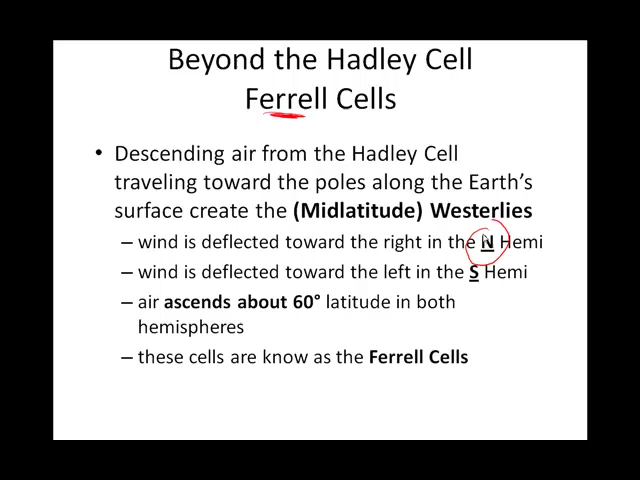 Beyond the Hadley Cell
Ferrell Cells
• Descending air from the Hadley Cell
traveling toward the poles along the Earth's
surface create the (Midlatitude) Westerlies
– wind is deflected toward the right in the N Hemi
– wind is deflected toward the left in the S Hemi
– air ascends about 60° latitude in both
hemispheres
– these cells are know as the Ferrell Cells